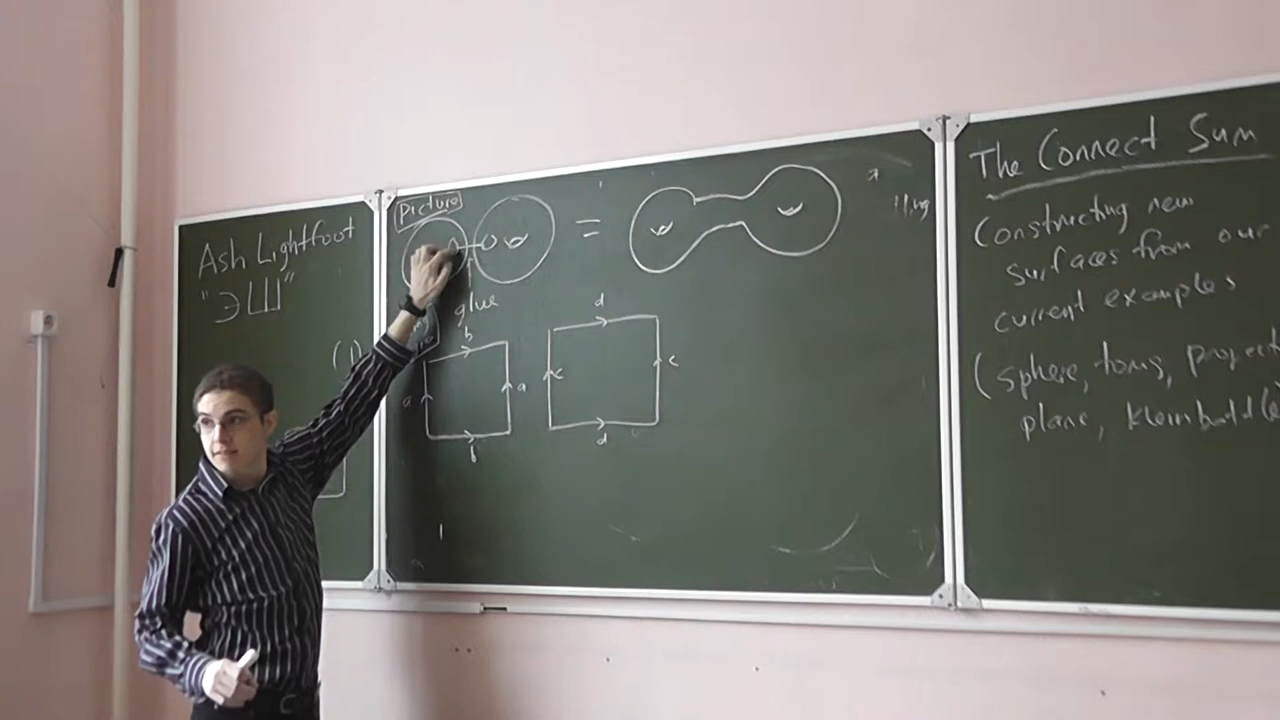 Ash Lightfoot
"ЭШ"
(1)
Picture
=
glue
b
a
a
b
d
c
c
d
The Connect Sum
Constructing new
surfaces from our
current examples
(sphere, torus, project
plane, Klein bottle